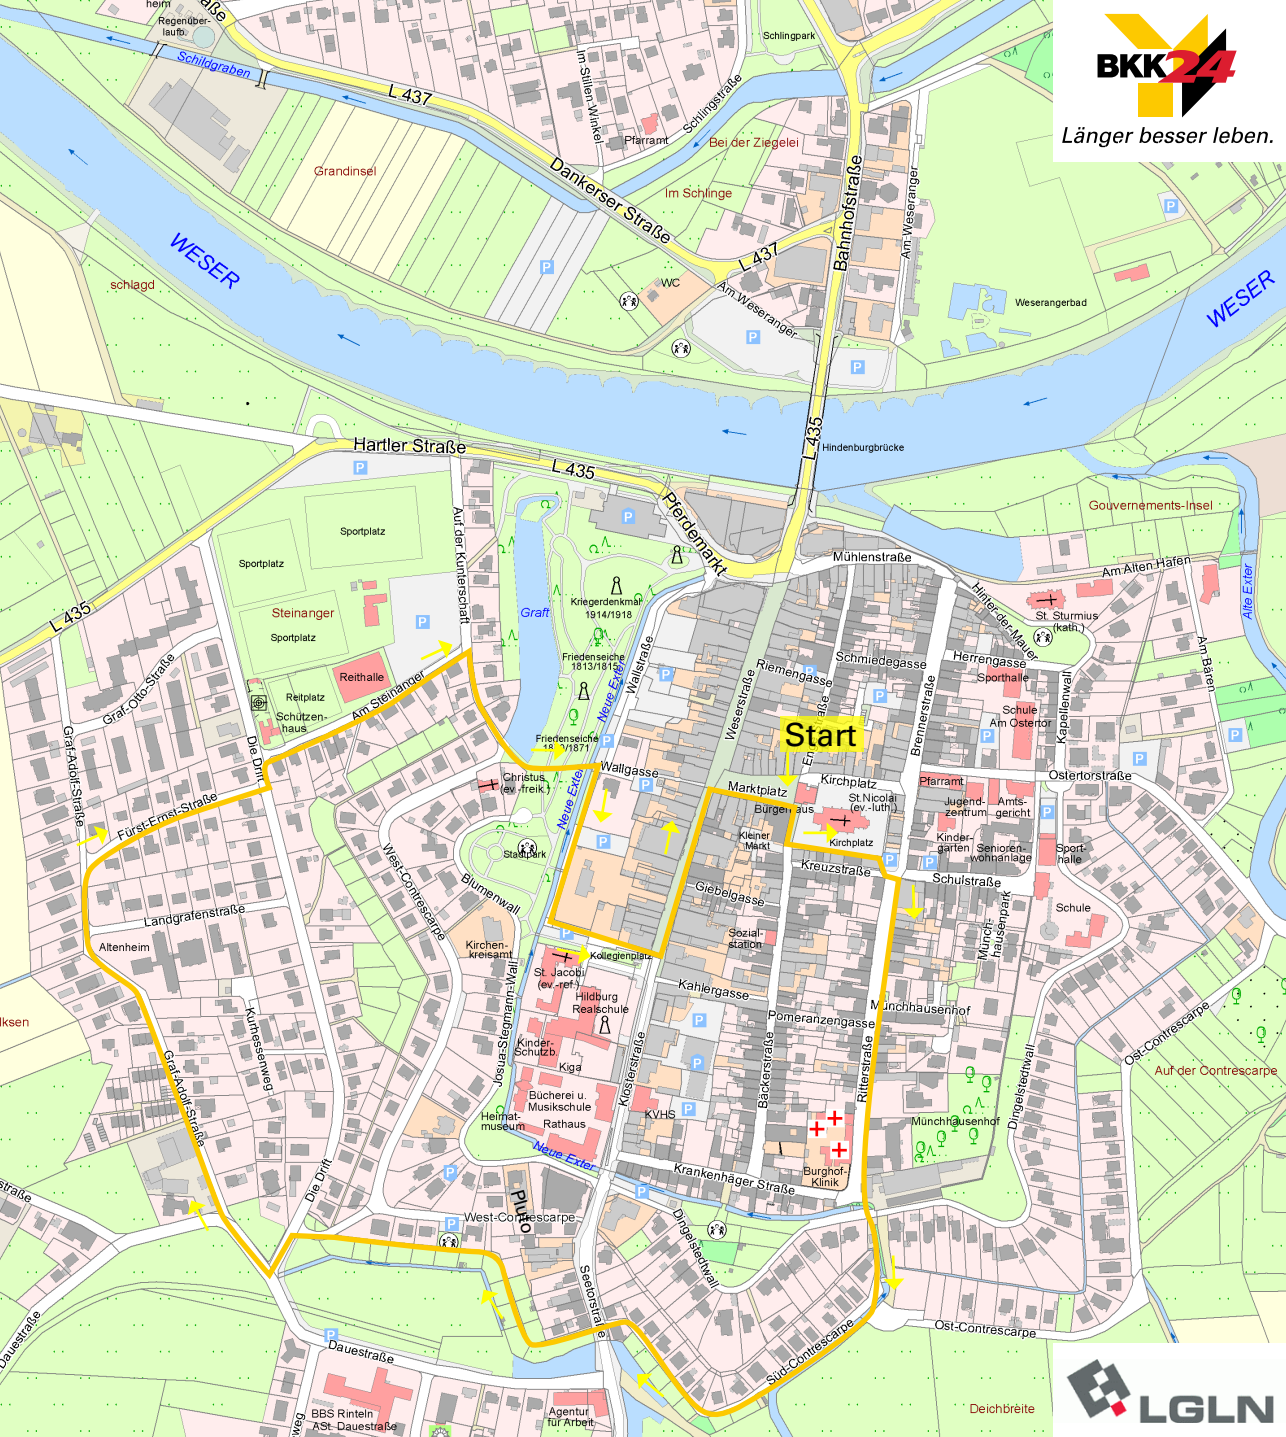 heim
Regenüber-
laufb.
aße
Schildgraben
L 437
Im-Stillen-Winkel
Schlingpark
Schlingstraße
Pfarramt
Bei der Ziegelei
BKK24
Länger besser leben.
Grandinsel
Dankerser Straße
Im Schlinge
Bahnhofstraße
Am-Weseranger
WESER
L 437
schlagd
WC
Am Weseranger
Weserangerbad
WESER
P
Hartler Straße
L 435
L 435
Hindenburgbrücke
Pferdemarkt
Gouvernements-Insel
Auf der Kunterschaft
Sportplatz
Sportplatz
Mühlenstraße
Am Alten Hafen
Alte Exter
Hinter-der-Mauer
Kriegerdenkmal
1914/1918
Graft
Steinanger
L 435
Sportplatz
St. Sturmius
(kath.)
Wallstraße
Friedenseiche
1813/1815
Neue Exter
Riemengasse
Schmiedegasse
Herrengasse
Am Bären
Graf-Otto-Straße
Reithalle
Sporthalle
Reitplatz
Am Steinanger
Schützen-
haus
Weserstraße
Brennerstraße
Schule
Am Ostertor
Kapellenwall
Graf-Adolf-Straße
Die Drift
Start
Friedenseiche
Wallgasse
Christus
(ev.-freik.)
Neue Exter
Marktplatz
Kirchplatz
Pfarramt
Ostertorstraße
Fürst-Ernst-Straße
St.Nicolai
(ev.-luth.)
Jugend-
zentrum
Amts-
gericht
Kleiner
Markt
Kirchplatz
Kinder-
garten
Senioren-
wohnanlage
Sport-
halle
Stadtpark
West-Contrescarpe
Kreuzstraße
Schulstraße
Blumenwall
Giebelgasse
Landgrafenstraße
Schule
Münch-
hausenpark
Altenheim
Kirchen-
kreisamt
Sozial-
station
Kollegienplatz
St. Jacobi
(ev.-ref.)
Kahlergasse
Hildburg
Realschule
Münchhausenhof
Pomeranzengasse
lksen
Kurhessenweg
Josua-Stegmann-Wall
Kinder-
Schutzb.
Kiga
Klosterstraße
Bäckerstraße
Ritterstraße
Dingelstedtwall
Ost-Contrescarpe
Auf der Contrescarpe
Graf-Adolf-Straße
Bücherei u.
Musikschule
Rathaus
Heimat-
museum
KVHS
Münchhausenhof
Neue Exter
Krankenhäger Straße
Burghof-
Klinik
Die Drift
straße
Pluto
West-Contrescarpe
Dingelstedtwall
Seetorstraße
Dauestraße
Dauestraße
Süd-Contrescarpe
Ost-Contrescarpe
BBS Rinteln
ASt. Dauestraße
Agentur
für Arbeit
Deichbreite
weg
LGLN